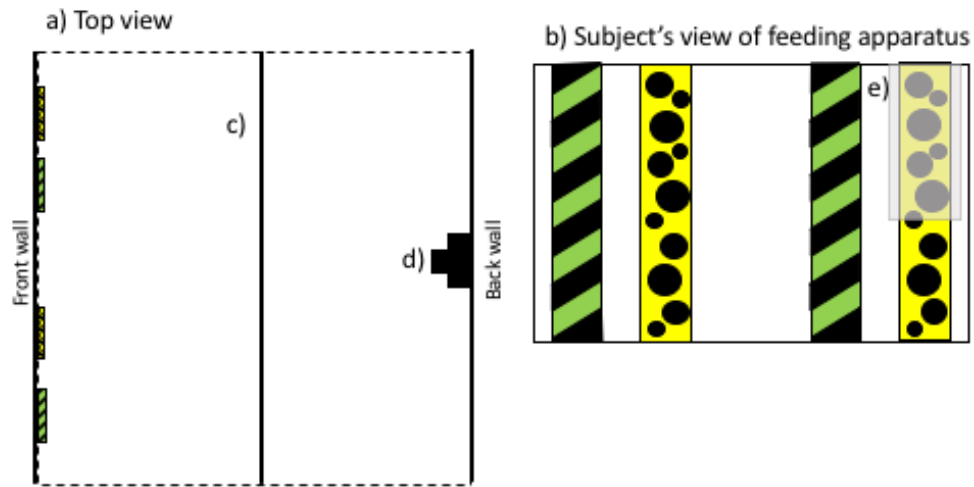 a) Top view
b) Subject's view of feeding apparatus
c)
e)
d)
Front wall
Back wall